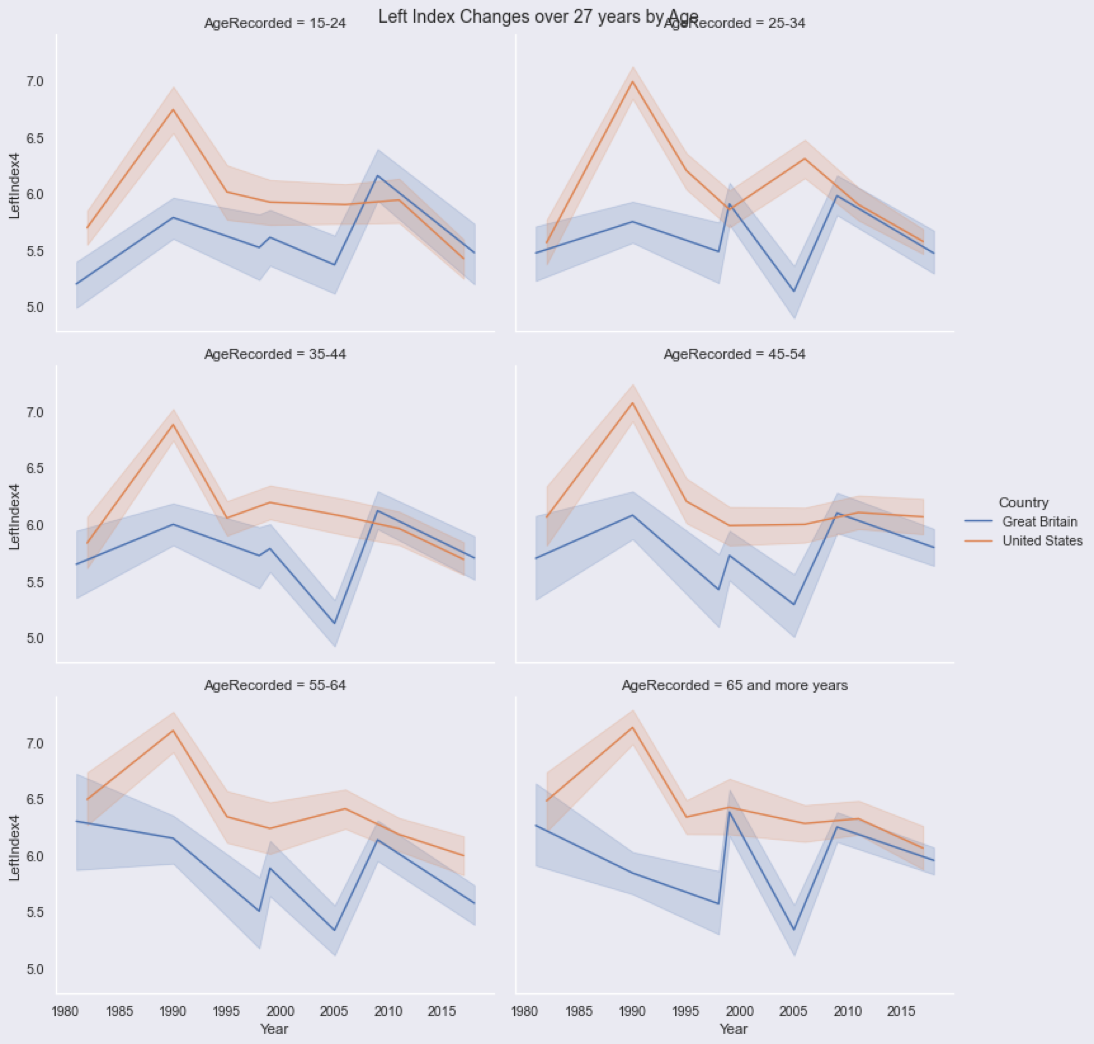 Left Index Changes over 27 years by Age
AgeRecorded = 15-24
AgeRecorded = 25-34
LeftIndex4
7.0
6.5
6.0
5.5
5.0
AgeRecorded = 35-44
AgeRecorded = 45-54
LeftIndex4
7.0
6.5
6.0
5.5
5.0
Country
Great Britain
United States
AgeRecorded = 55-64
AgeRecorded = 65 and more years
LeftIndex4
7.0
6.5
6.0
5.5
5.0
1980 1985 1990 1995 2000 2005 2010 2015
Year
1980 1985 1990 1995 2000 2005 2010 2015
Year